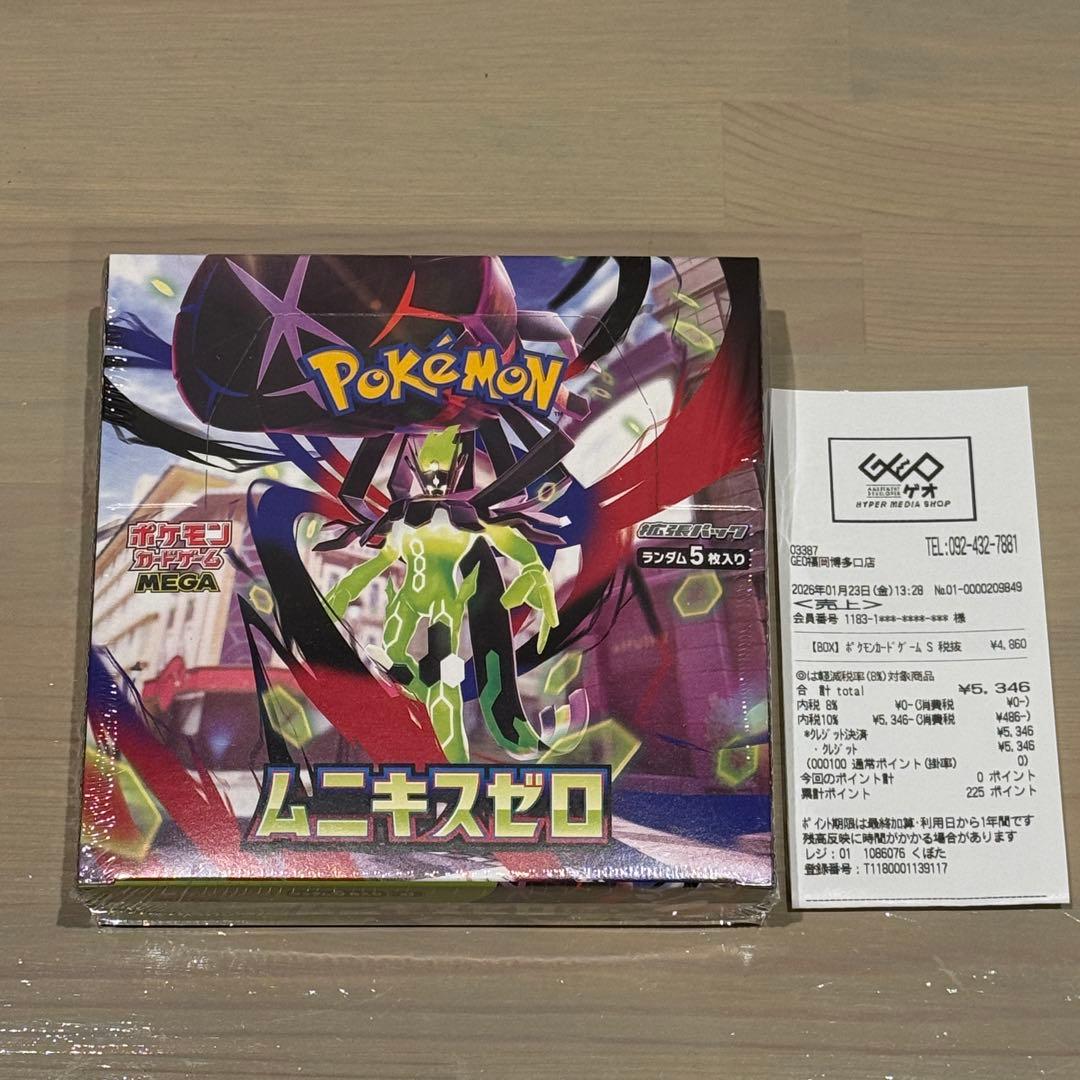 POKéMON
TM
ポケモン
カードゲーム
MEGA
拡張パック
ランダム5枚入り
ムニキスゼロ
GEO
ゲオ
HYPER MEDIA SHOP
TEL:092-432-7881
03387
GEO福岡博多口店
2026年01月23日(金)13:28 №01-0000209849
＜売上＞
会員番号 1183-1***-****-*** 様
【BOX】ポケモンカードゲーム S 税抜 ¥4,860
◎は軽減税率(8%)対象商品
合 計 total ¥5,346
内税 8% ¥0-(消費税 ¥0-)
内税10% ¥5,346-(消費税 ¥486-)
*クレジット決済 ¥5,346
・クレジット ¥5,346
(000100 通常ポイント(掛率) 0)
今回のポイント計 0 ポイント
累計ポイント 225 ポイント
ポイント期限は最終加算・利用日から1年間です
残高反映に時間がかかる場合があります
レジ:01 1086076 くぼた
登録番号:T1180001139117